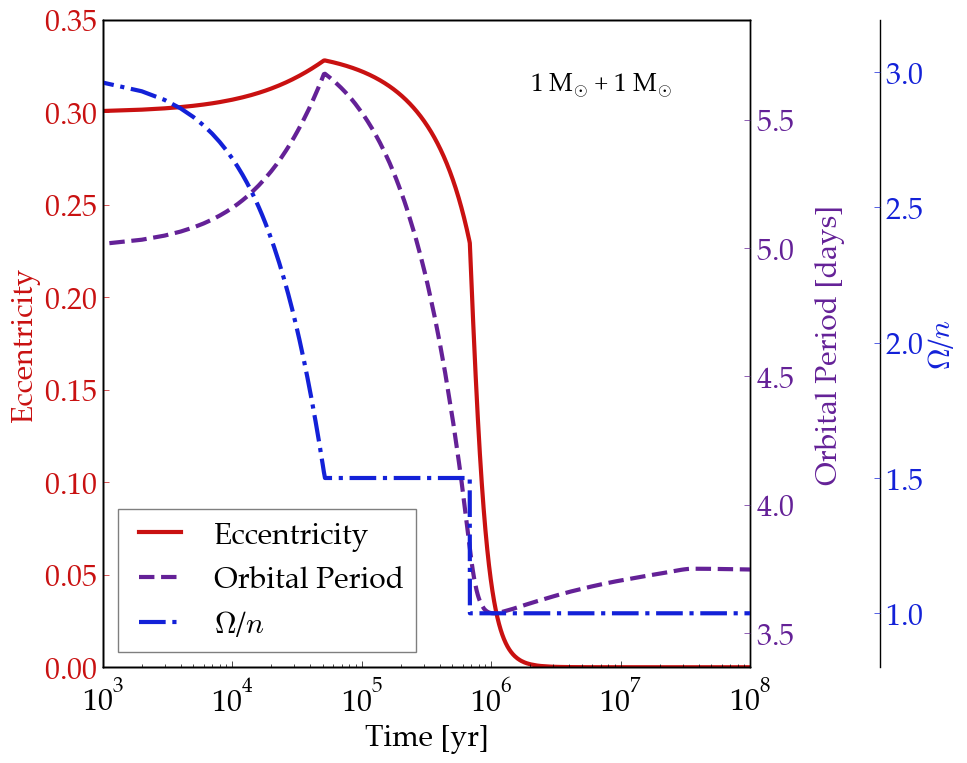 0.35
0.30
0.25
0.20
0.15
0.10
0.05
0.00
Eccentricity
1 M☉ + 1 M☉
Eccentricity
Orbital Period
Ω/n
10³ 10⁴ 10⁵ 10⁶ 10⁷ 10⁸
Time [yr]
5.5
5.0
4.5
4.0
3.5
Orbital Period [days]
3.0
2.5
2.0
1.5
1.0
Ω/n